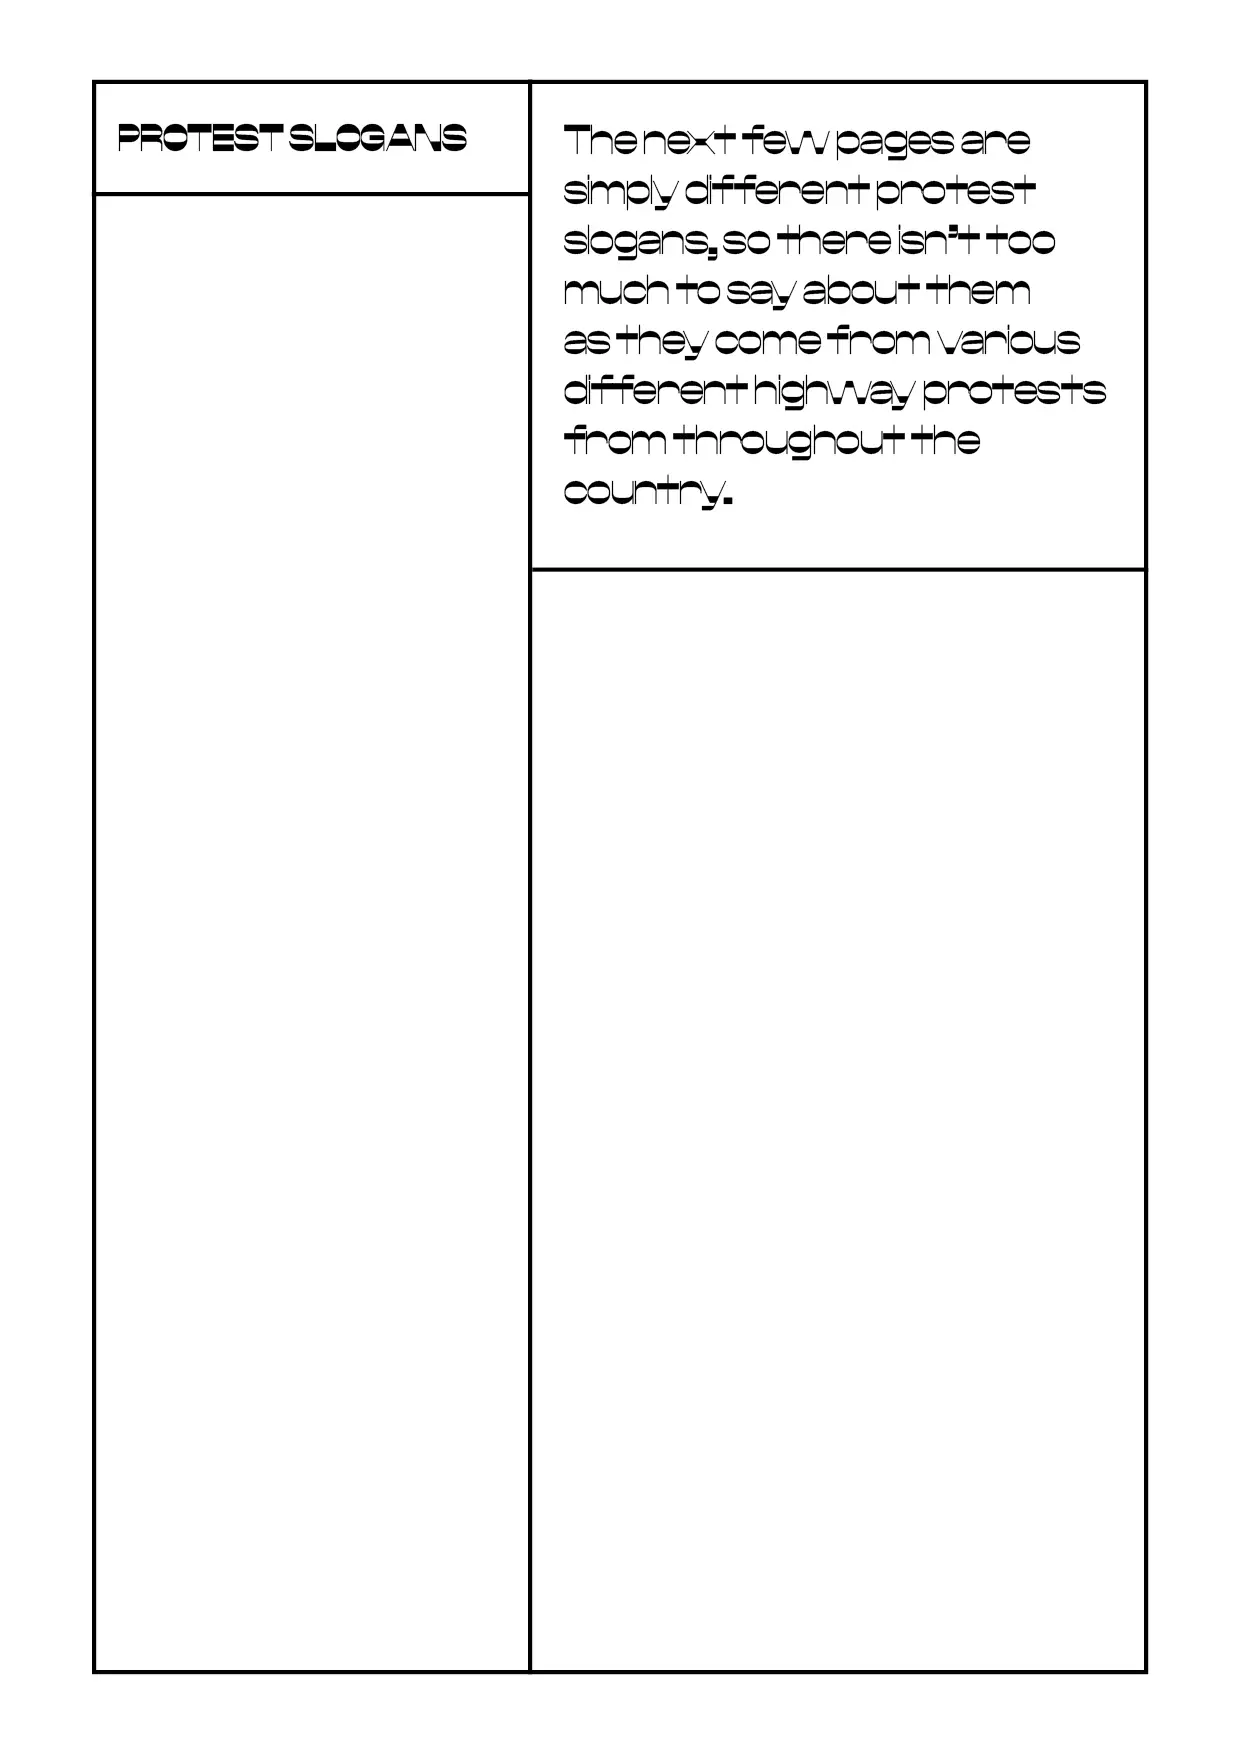 PROTEST SLOGANS
The next few pages are
simply different protest
slogans, so there isn't too
much to say about them
as they come from various
different highway protests
from throughout the
country.